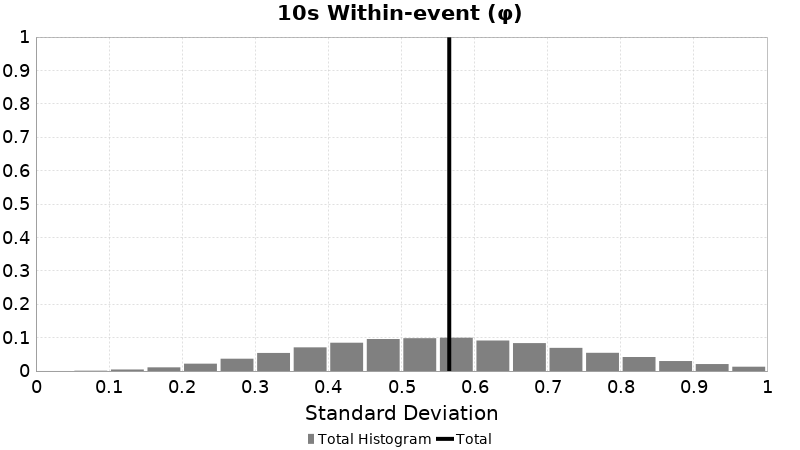 10s Within-event (φ)
1
0.9
0.8
0.7
0.6
0.5
0.4
0.3
0.2
0.1
0
0 0.1 0.2 0.3 0.4 0.5 0.6 0.7 0.8 0.9 1
Standard Deviation
Total Histogram Total